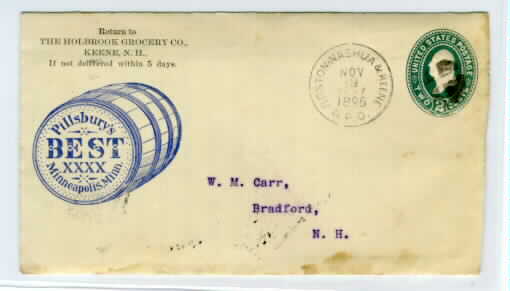 Return to
THE HOLBROOK GROCERY CO.,
KEENE, N. H.,
If not delivered within 5 days.
Pillsbury's
BEST
XXXX
Minneapolis, Minn.
BOSTON, NASHUA & KEENE
NOV
1896
R.P.O.
UNITED STATES POSTAGE
W. M. Carr,
Bradford,
N. H.